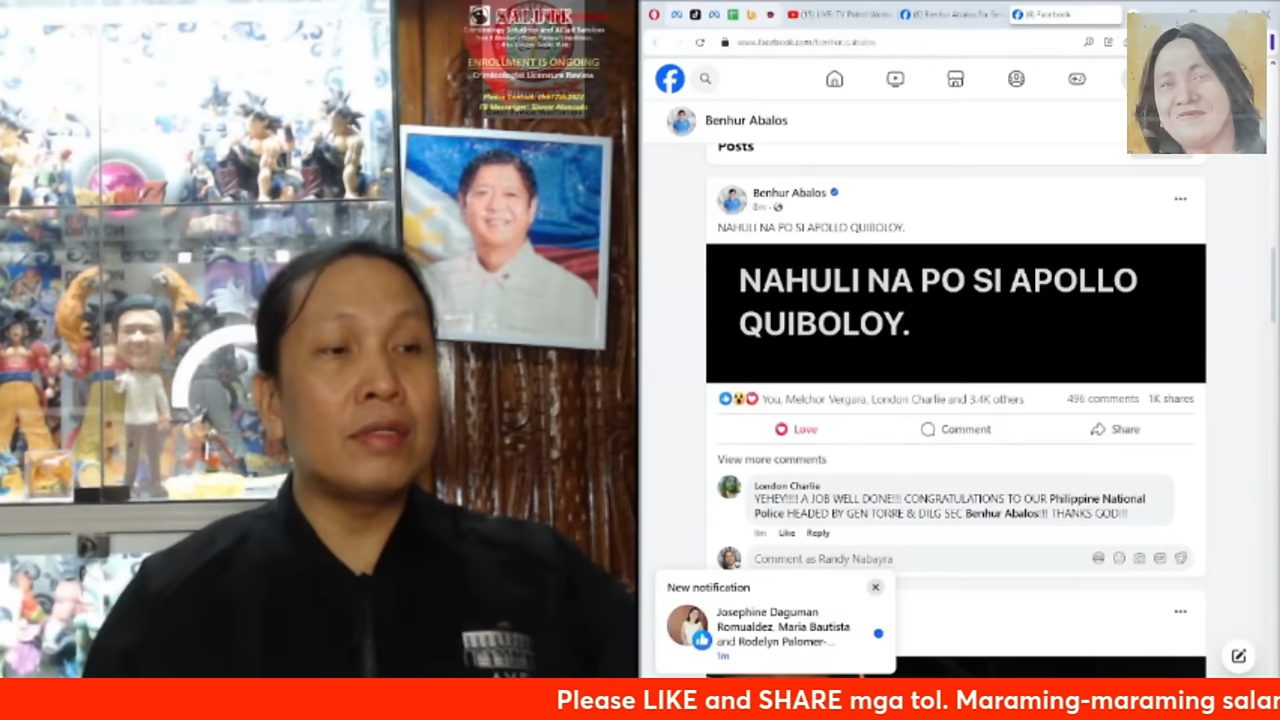 SALUTE
ENROLLMENT IS ONGOING
Criminologist Licensure Review
Benhur Abalos
Posts
Benhur Abalos
8m
NAHULI NA PO SI APOLLO QUIBOLOY.
NAHULI NA PO SI APOLLO
QUIBOLOY.
You, Melchor Vergara, London Charlie and 3.4K others 496 comments 1K shares
Love Comment Share
View more comments
London Charlie
YEHEY!!!! A JOB WELL DONE!!! CONGRATULATIONS TO OUR Philippine National
Police HEADED BY GEN TORRE & DILG SEC Benhur Abalos!!! THANKS GOD!!!
8m Like Reply
Comment as Randy Nabayra
New notification
Josephine Daguman
Romualdez, Maria Bautista
and Rodelyn Palomer-...
1m
Please LIKE and SHARE mga tol. Maraming-maraming salar